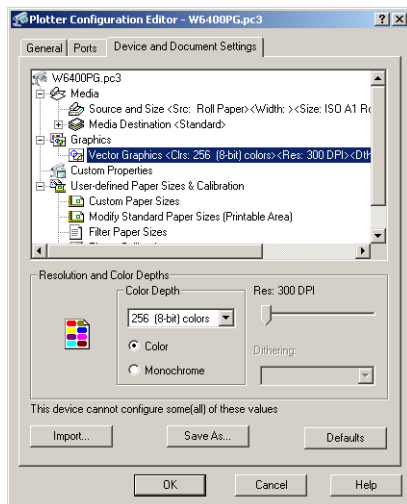 Plotter Configuration Editor - W6400PG.pc3
General Ports Device and Document Settings
W6400PG.pc3
Media
Source and Size <Src: Roll Paper><Width: ><Size: ISO A1 Ro
Media Destination <Standard>
Graphics
Vector Graphics <Clrs: 256 (8-bit) colors><Res: 300 DPI><Dth
Custom Properties
User-defined Paper Sizes & Calibration
Custom Paper Sizes
Modify Standard Paper Sizes (Printable Area)
Filter Paper Sizes
Resolution and Color Depths
Color Depth
Res: 300 DPI
256 (8-bit) colors
Color
Dithering:
Monochrome
This device cannot configure some(all) of these values
Import... Save As... Defaults
OK Cancel Help